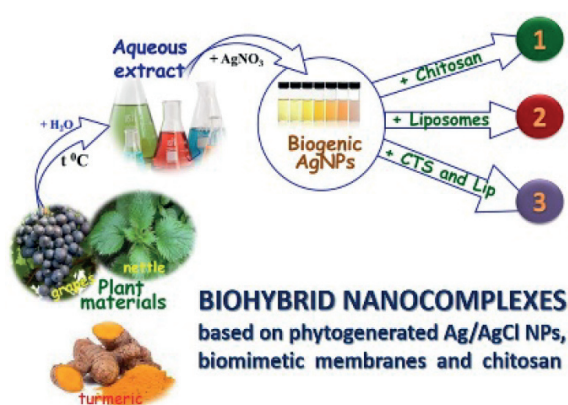 Aqueous
extract
+ AgNO₃
+ H₂O
t ⁰C
Biogenic
AgNPs
+ Chitosan
1
+ Liposomes
2
+ CTS and Lip
3
grapes
nettle
Plant
materials
turmeric
BIOHYBRID NANOCOMPLEXES
based on phytogenerated Ag/AgCl NPs,
biomimetic membranes and chitosan